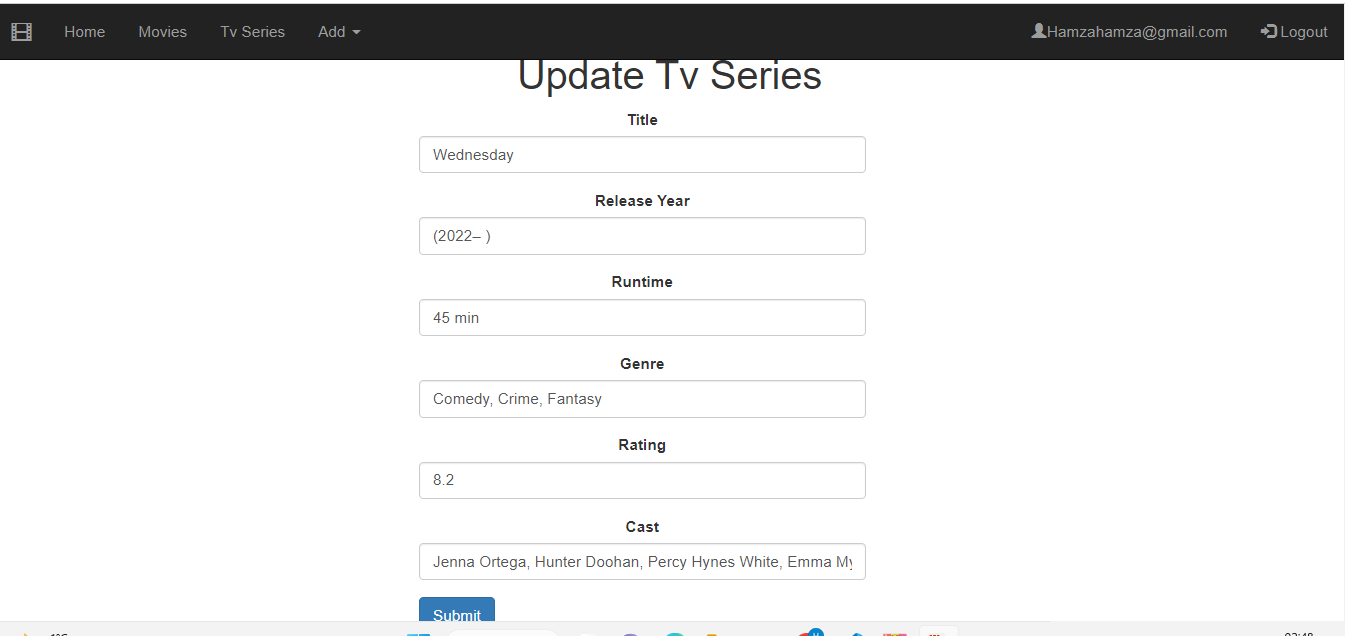 Home Movies Tv Series Add Hamzahamza@gmail.com Logout
Update Tv Series
Title
Wednesday
Release Year
(2022– )
Runtime
45 min
Genre
Comedy, Crime, Fantasy
Rating
8.2
Cast
Jenna Ortega, Hunter Doohan, Percy Hynes White, Emma My
Submit